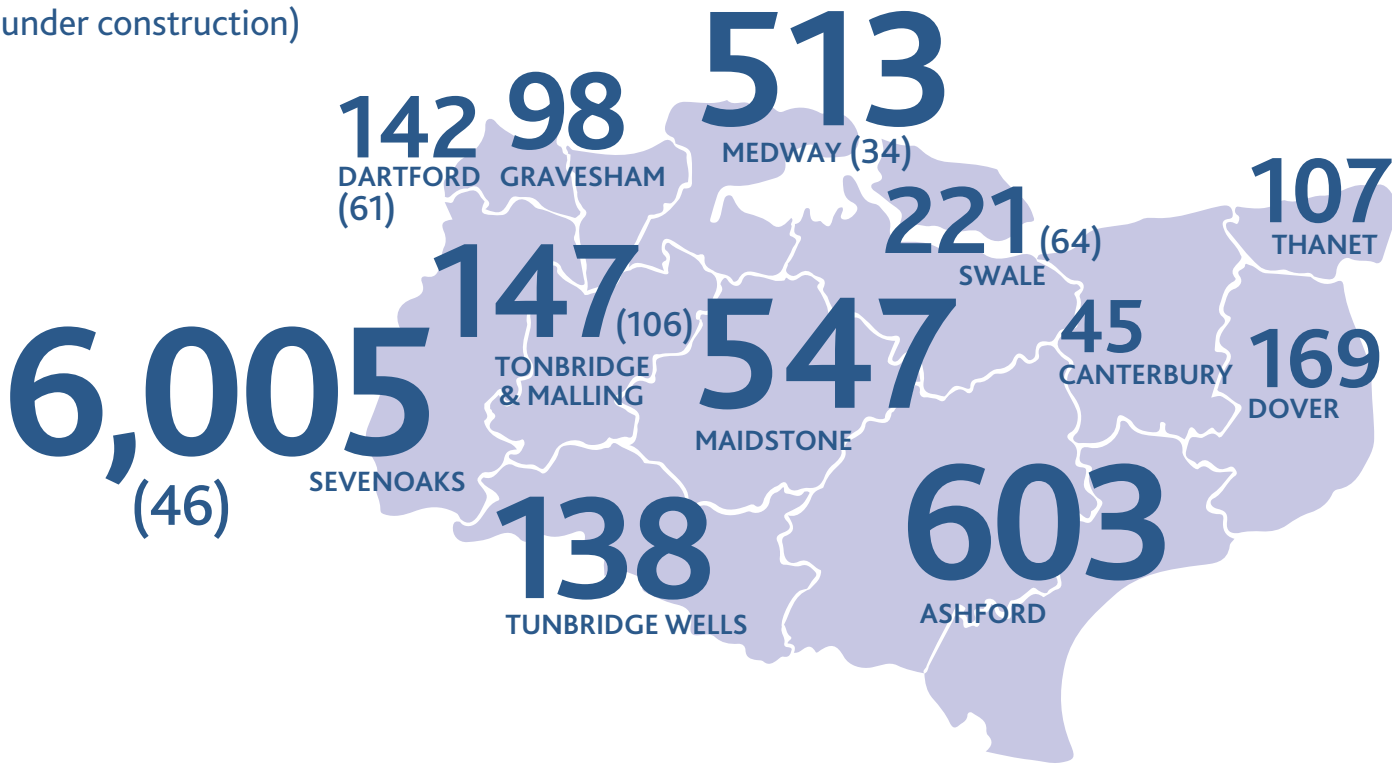 under construction)
513
MEDWAY (34)
142
DARTFORD
(61)
98
GRAVESHAM
107
THANET
221 (64)
SWALE
147 (106)
TONBRIDGE
& MALLING
6,005
(46)
SEVENOAKS
547
MAIDSTONE
45
CANTERBURY
169
DOVER
138
TUNBRIDGE WELLS
603
ASHFORD